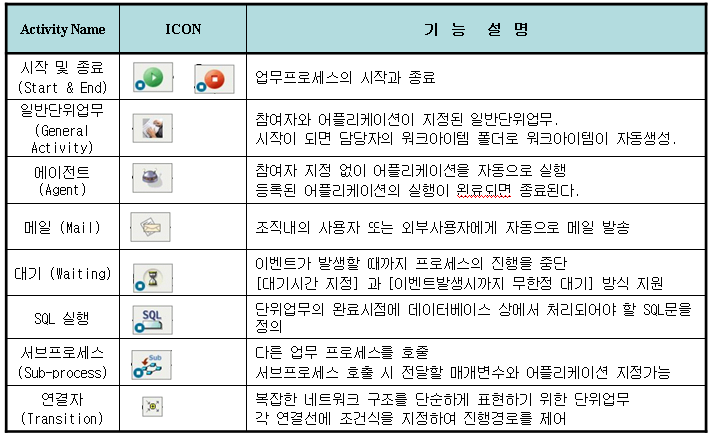 Activity Name ICON 기 능 설 명
시작 및 종료
(Start & End)
업무프로세스의 시작과 종료
일반단위업무
(General
Activity)
참여자와 어플리케이션이 지정된 일반단위업무.
시작이 되면 담당자의 워크아이템 폴더로 워크아이템이 자동생성.
에이전트
(Agent)
참여자 지정 없이 어플리케이션을 자동으로 실행
등록된 어플리케이션의 실행이 왼료되면 종료된다.
메일 (Mail)
조직내의 사용자 또는 외부사용자에게 자동으로 메일 발송
대기 (Waiting)
이벤트가 발생할 때까지 프로세스의 진행을 중단
[대기시간 지정] 과 [이벤트발생시까지 무한정 대기] 방식 지원
SQL 실행
SQL
단위업무의 완료시점에 데이터베이스 상에서 처리되어야 할 SQL문을
정의
서브프로세스
(Sub-process)
Sub
다른 업무 프로세스를 호출
서브프로세스 호출 시 전달할 매개변수와 어플리케이션 지정가능
연결자
(Transition)
복잡한 네트워크 구조를 단순하게 표현하기 위한 단위업무
각 연결선에 조건식을 지정하여 진행경로를 제어